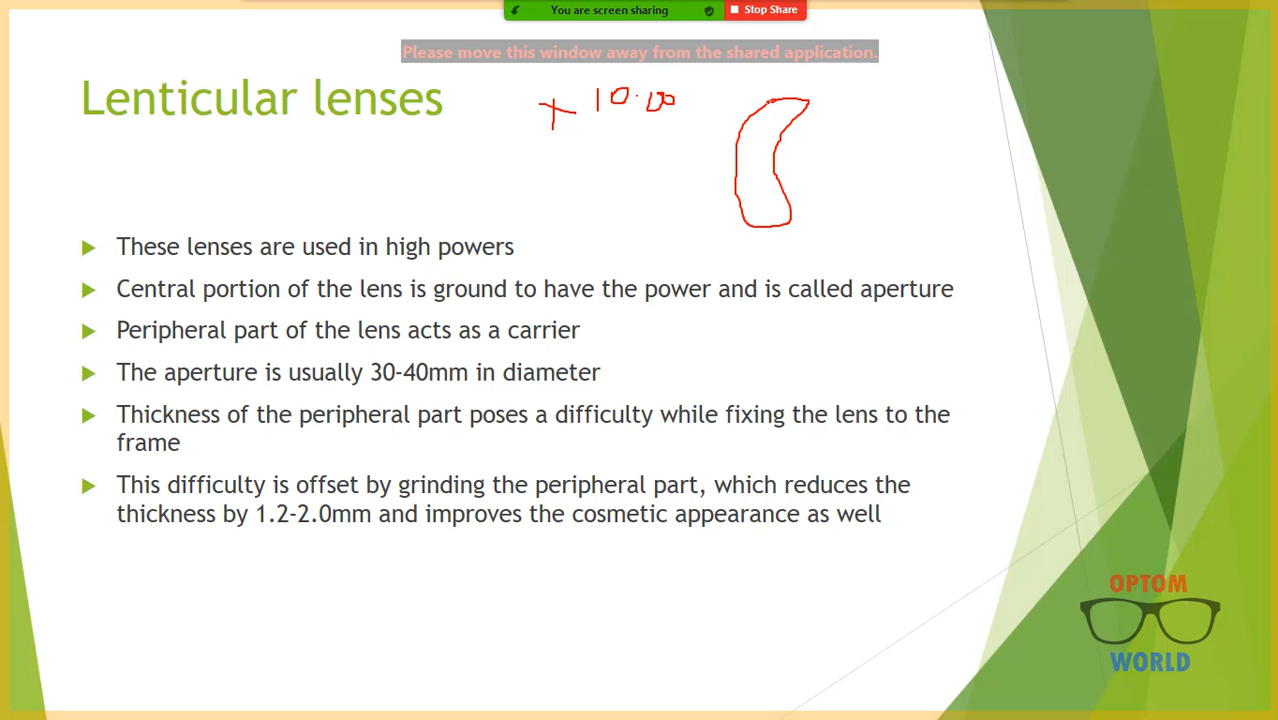 You are screen sharing
Stop Share
Please move this window away from the shared application.
Lenticular lenses
+ 10.00
These lenses are used in high powers
Central portion of the lens is ground to have the power and is called aperture
Peripheral part of the lens acts as a carrier
The aperture is usually 30-40mm in diameter
Thickness of the peripheral part poses a difficulty while fixing the lens to the
frame
This difficulty is offset by grinding the peripheral part, which reduces the
thickness by 1.2-2.0mm and improves the cosmetic appearance as well
OPTOM
WORLD